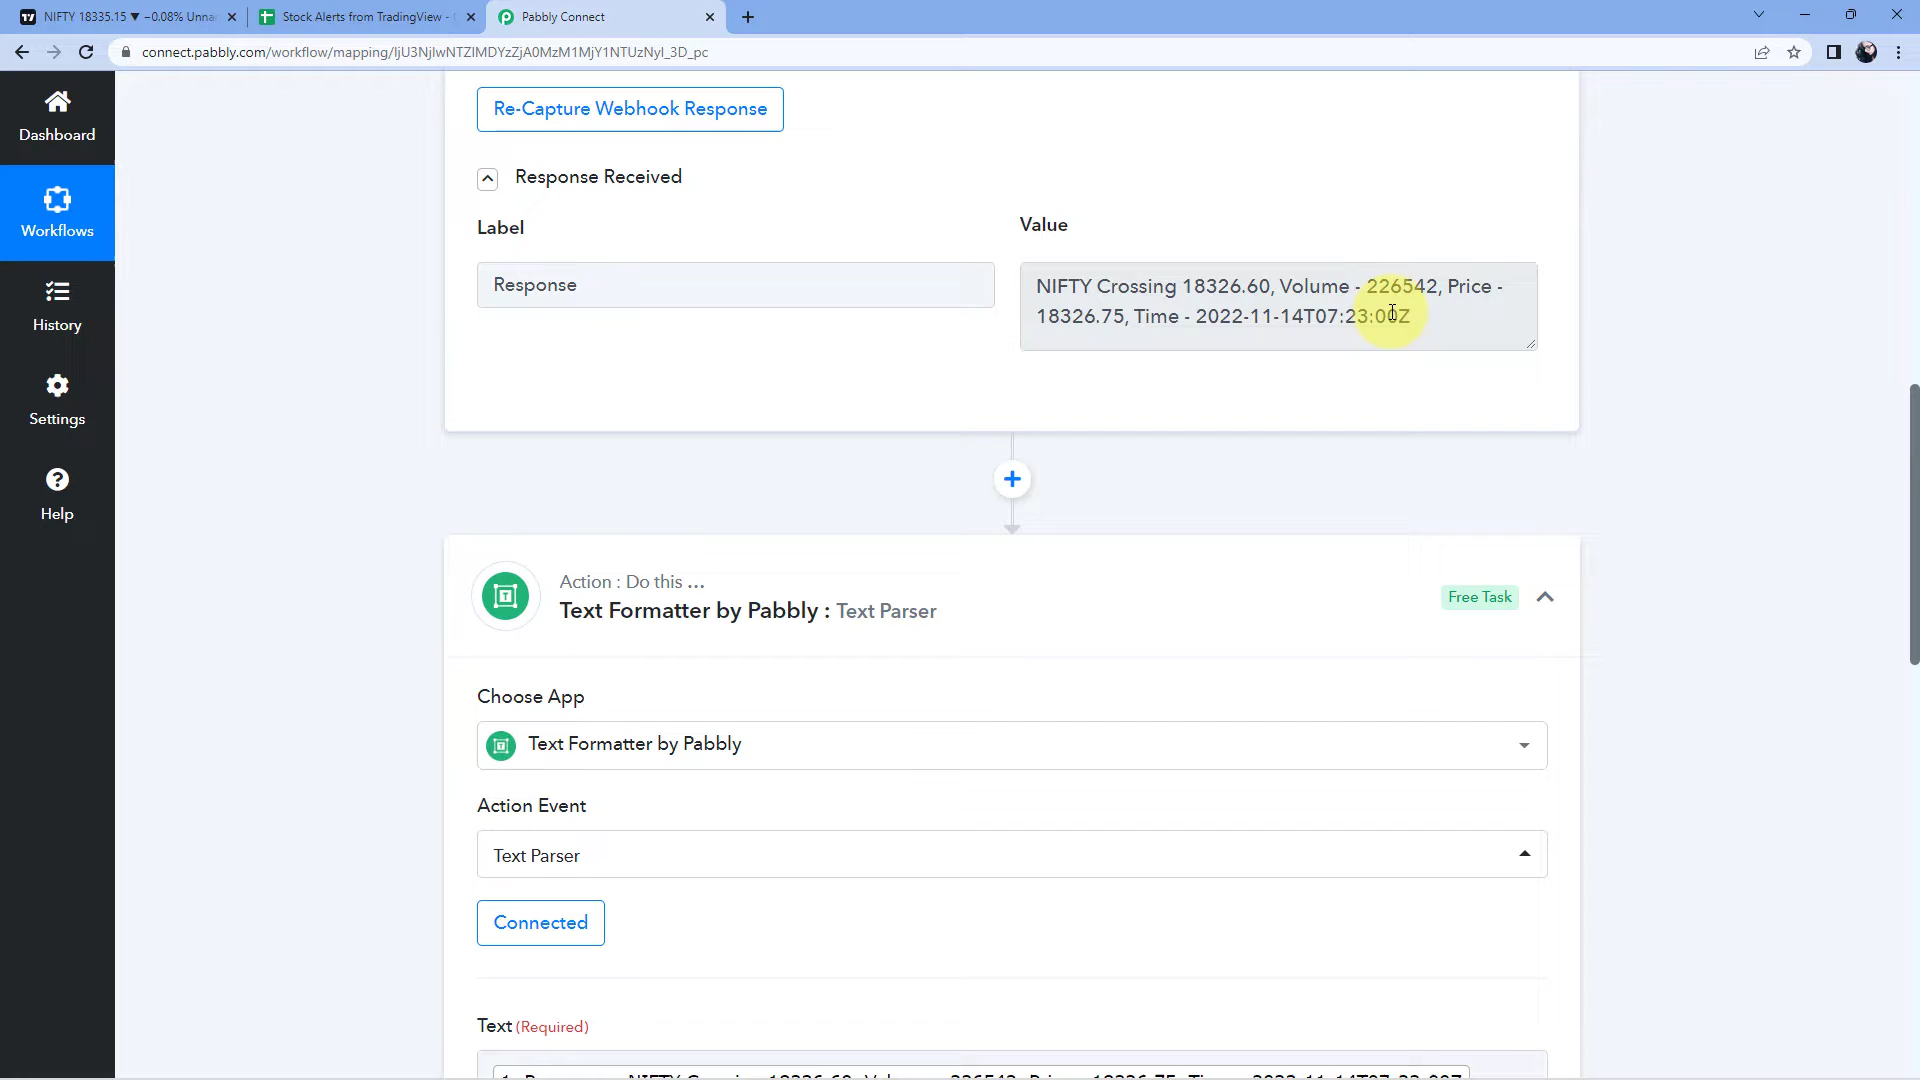 NIFTY 18335.15 ▼ −0.08% Unna
Stock Alerts from TradingView -
Pabbly Connect
connect.pabbly.com/workflow/mapping/IjU3NjIwNTZlMDYzZjA0MzM1MjY1NTUzNyI_3D_pc
Dashboard
Workflows
History
Settings
Help
Re-Capture Webhook Response
Response Received
Label
Value
Response
NIFTY Crossing 18326.60, Volume - 226542, Price -
18326.75, Time - 2022-11-14T07:23:00Z
Action : Do this ...
Text Formatter by Pabbly : Text Parser
Free Task
Choose App
Text Formatter by Pabbly
Action Event
Text Parser
Connected
Text (Required)